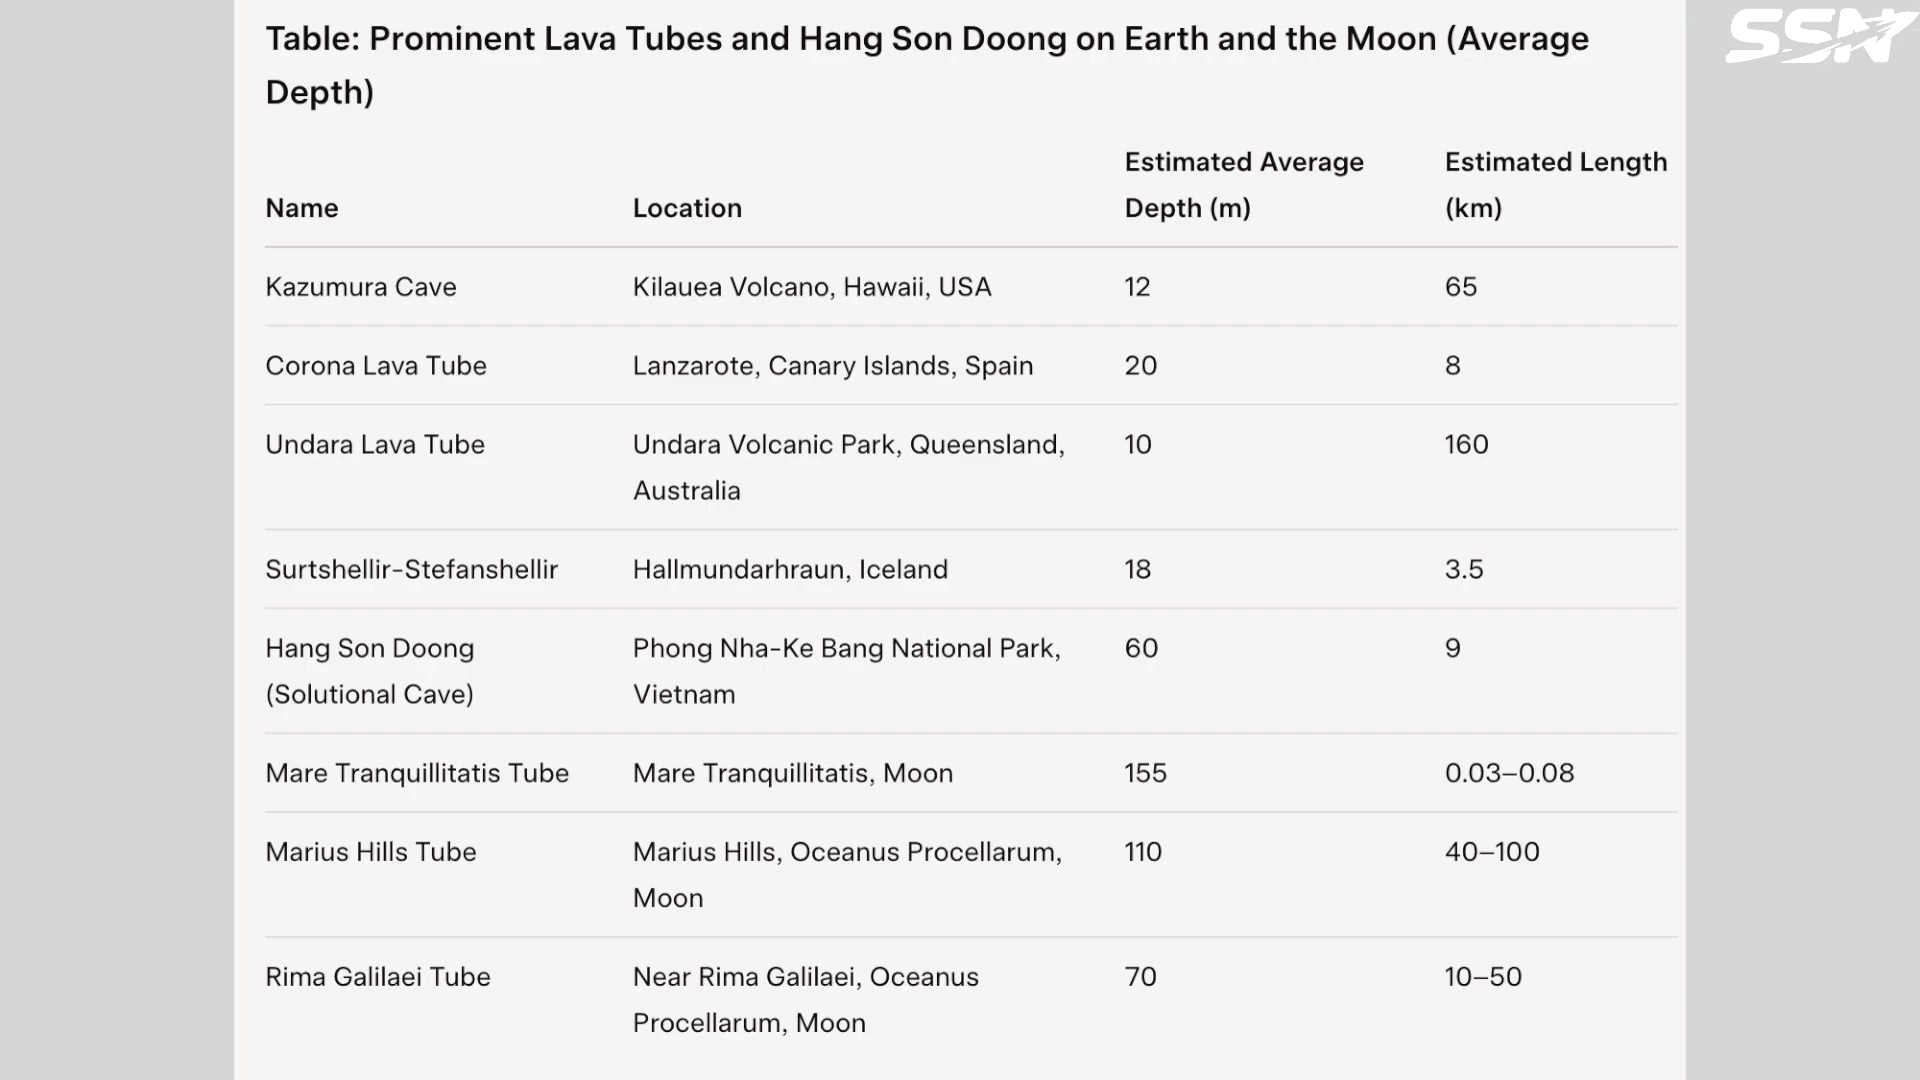 SSN
Table: Prominent Lava Tubes and Hang Son Doong on Earth and the Moon (Average
Depth)
Name Location Estimated Average Depth (m) Estimated Length (km)
Kazumura Cave Kilauea Volcano, Hawaii, USA 12 65
Corona Lava Tube Lanzarote, Canary Islands, Spain 20 8
Undara Lava Tube Undara Volcanic Park, Queensland, 10 160
Australia
Surtshellir-Stefanshellir Hallmundarhraun, Iceland 18 3.5
Hang Son Doong Phong Nha-Ke Bang National Park, 60 9
(Solutional Cave) Vietnam
Mare Tranquillitatis Tube Mare Tranquillitatis, Moon 155 0.03–0.08
Marius Hills Tube Marius Hills, Oceanus Procellarum, 110 40–100
Moon
Rima Galilaei Tube Near Rima Galilaei, Oceanus 70 10–50
Procellarum, Moon